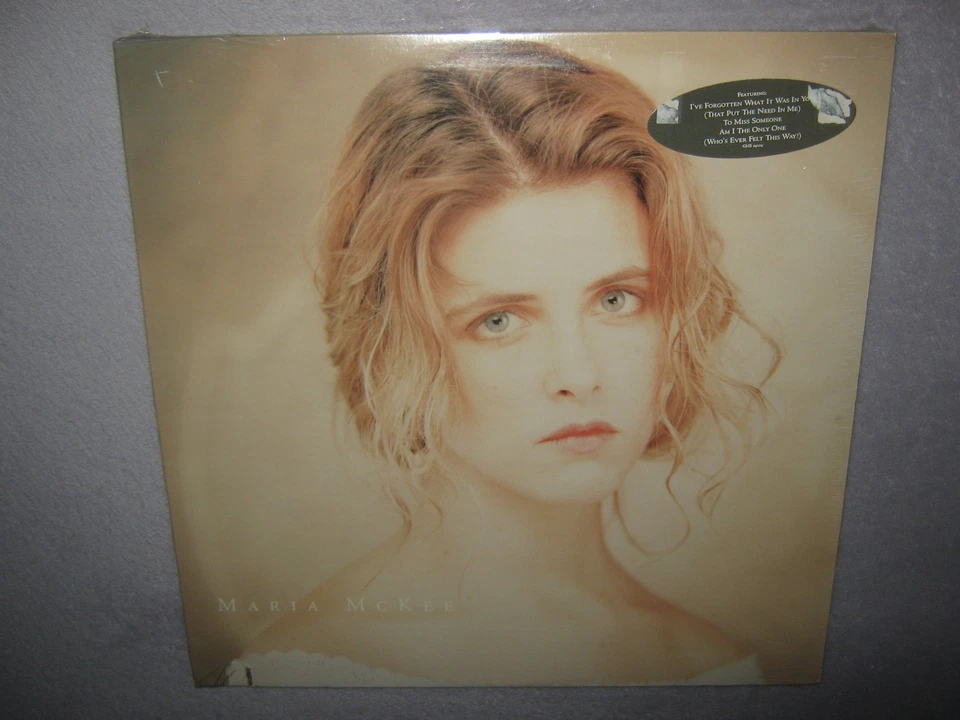 FEATURING:
I'VE FORGOTTEN WHAT IT WAS IN YO
(THAT PUT THE NEED IN ME)
TO MISS SOMEONE
AM I THE ONLY ONE
(WHO'S EVER FELT THIS WAY?)
MARIA MCKEE